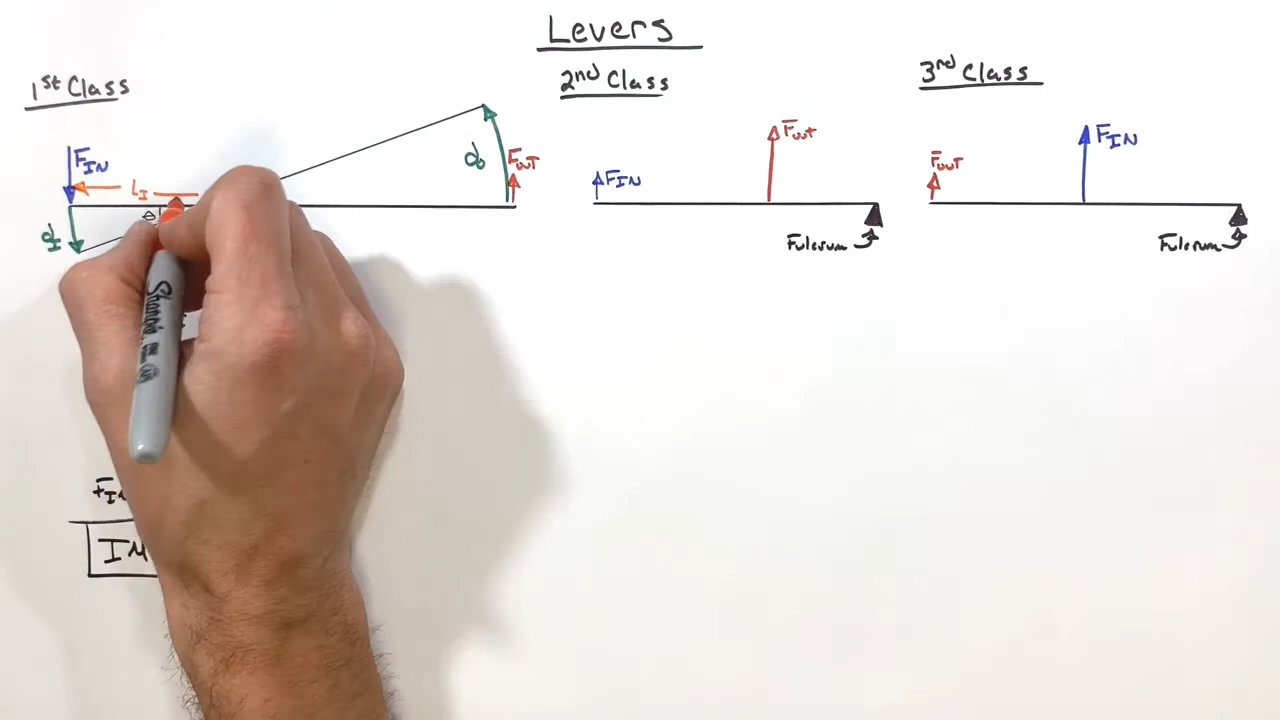 Levers
1st Class
2nd Class
3rd Class
FIN
LI
dI
do
FOUT
FIN
FOUT
Fulcrum
FOUT
FIN
Fulcrum
Sharpie